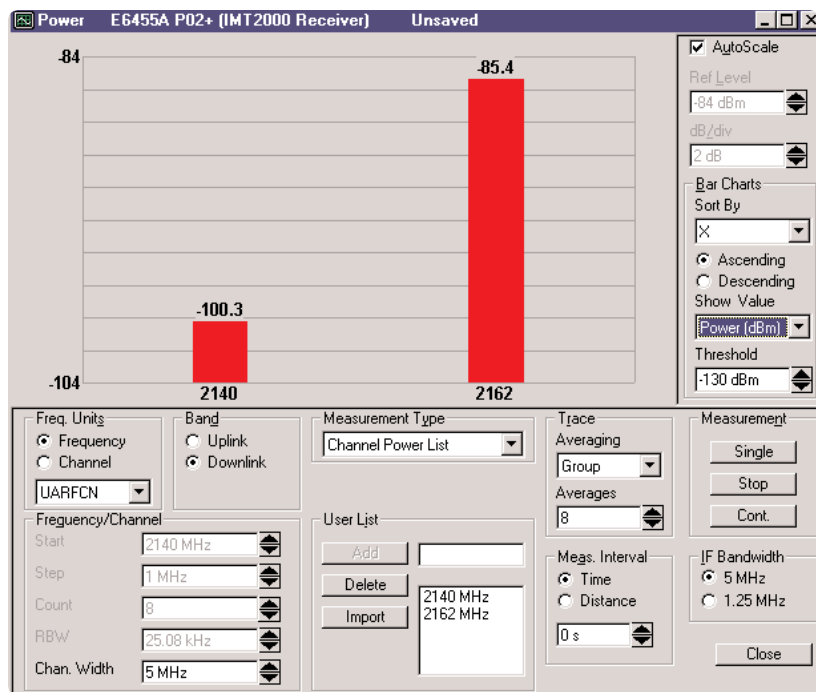 Power E6455A P02+ (IMT2000 Receiver) Unsaved
-84
-85.4
-100.3
-104
2140 2162
AutoScale
Ref Level
-84 dBm
dB/div
2 dB
Bar Charts
Sort By
X
Ascending
Descending
Show Value
Power (dBm)
Threshold
-130 dBm
Freq. Units
Frequency
Channel
UARFCN
Band
Uplink
Downlink
Measurement Type
Channel Power List
Trace
Averaging
Group
Averages
8
Measurement
Single
Stop
Cont.
Freguency/Channel
Start 2140 MHz
Step 1 MHz
Count 8
RBW 25.08 kHz
Chan. Width 5 MHz
User List
Add
Delete
Import
2140 MHz
2162 MHz
Meas. Interval
Time
Distance
0 s
IF Bandwidth
5 MHz
1.25 MHz
Close